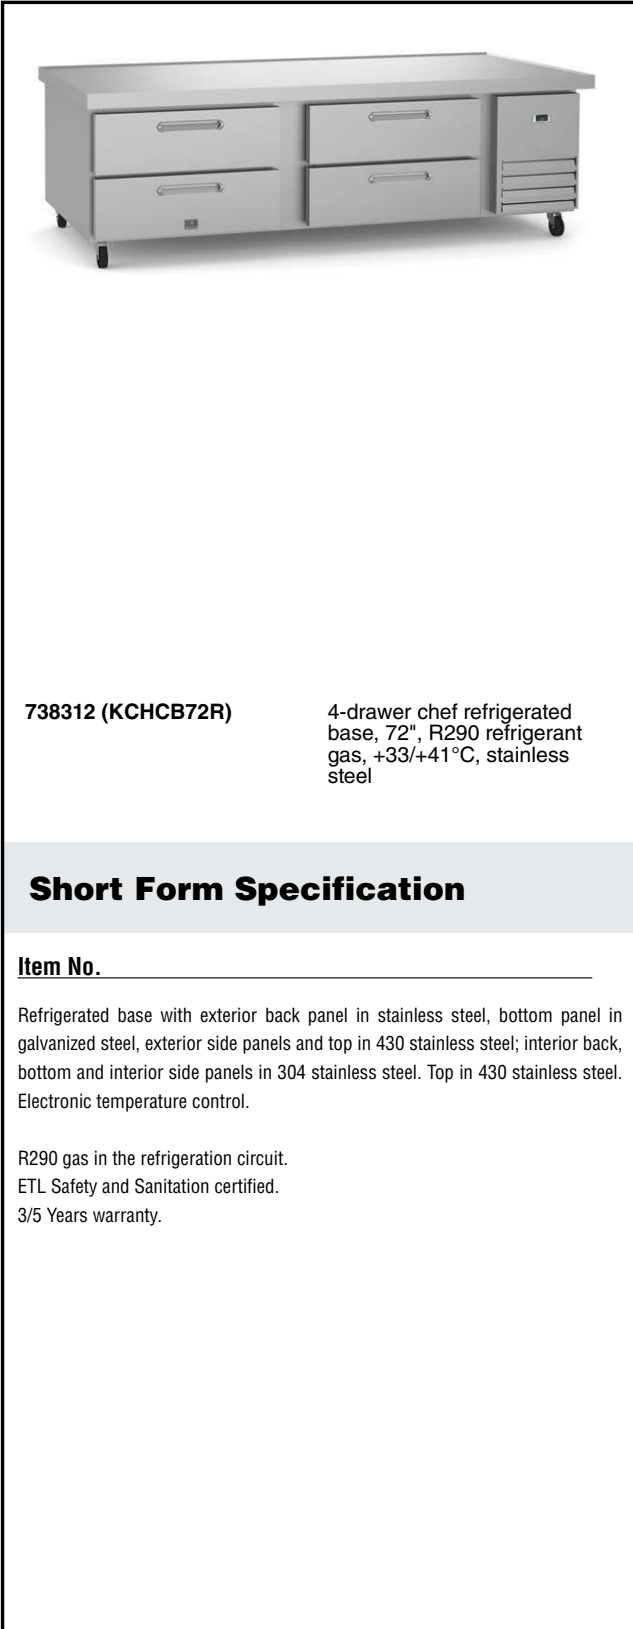 738312 (KCHCB72R)
4-drawer chef refrigerated
base, 72", R290 refrigerant
gas, +33/+41°C, stainless
steel
Short Form Specification
Item No.
Refrigerated base with exterior back panel in stainless steel, bottom panel in
galvanized steel, exterior side panels and top in 430 stainless steel; interior back,
bottom and interior side panels in 304 stainless steel. Top in 430 stainless steel.
Electronic temperature control.
R290 gas in the refrigeration circuit.
ETL Safety and Sanitation certified.
3/5 Years warranty.